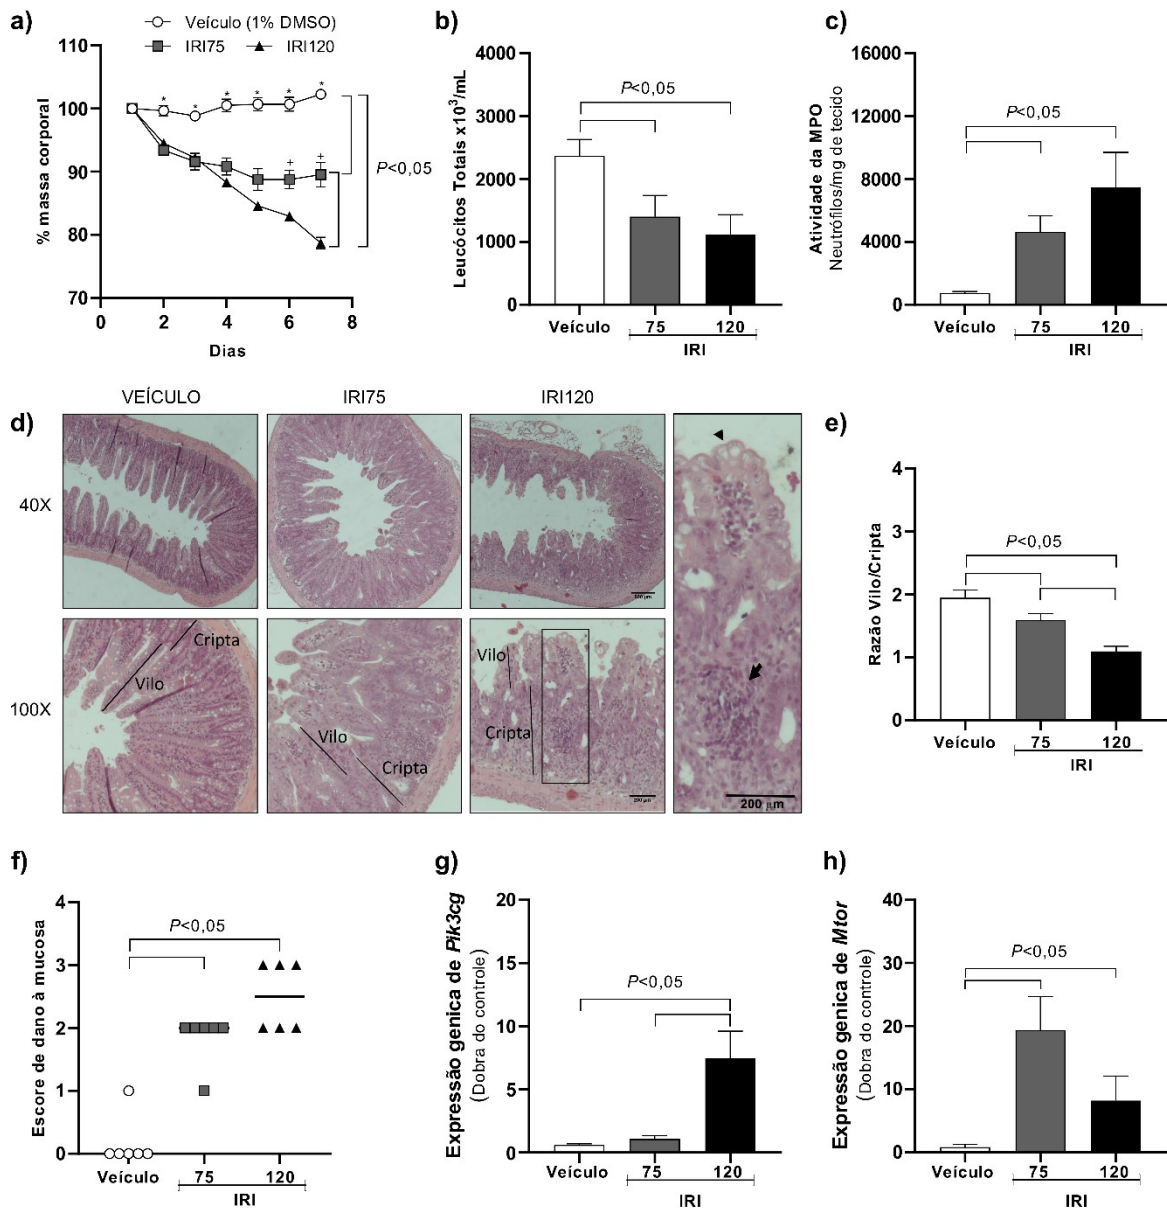 a)
Veículo (1% DMSO)
IRI75
IRI120
% massa corporal
110
100
90
80
70
* * * * * * *
+ +
P<0,05
0 2 4 6 8
Dias
b)
Leucócitos Totais x10³/mL
4000
3000
2000
1000
0
P<0,05
Veículo 75 120
IRI
c)
Atividade da MPO
Neutrófilos/mg de tecido
16000
12000
8000
4000
0
P<0,05
Veículo 75 120
IRI
d)
VEÍCULO IRI75 IRI120
40X
100X
Cripta
Vilo
Vilo
Cripta
Vilo
Cripta
200 µm
e)
Razão Vilo/Cripta
4
3
2
1
0
P<0,05
Veículo 75 120
IRI
f)
Escore de dano à mucosa
4
3
2
1
0
P<0,05
Veículo 75 120
IRI
g)
Expressão genica de Pik3cg
(Dobra do controle)
20
15
10
5
0
P<0,05
Veículo 75 120
IRI
h)
Expressão genica de Mtor
(Dobra do controle)
40
30
20
10
0
P<0,05
Veículo 75 120
IRI